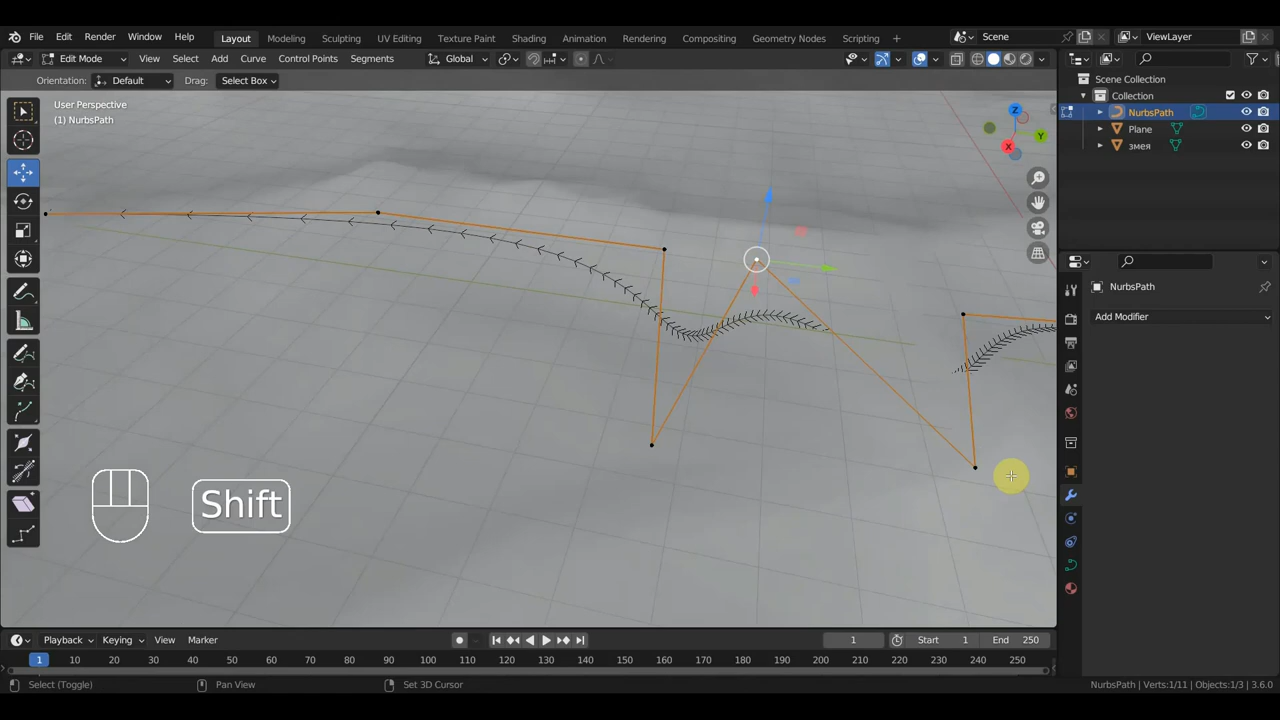 File Edit Render Window Help Layout Modeling Sculpting UV Editing Texture Paint Shading Animation Rendering Compositing Geometry Nodes Scripting + Scene ViewLayer
Edit Mode View Select Add Curve Control Points Segments Global
Orientation: Default Drag: Select Box
User Perspective
(1) NurbsPath
Z
Y
X
Scene Collection
Collection
NurbsPath
Plane
змея
NurbsPath
Add Modifier
Shift
Playback Keying View Marker 1 Start 1 End 250
1 10 20 30 40 50 60 70 80 90 100 110 120 130 140 150 160 170 180 190 200 210 220 230 240 250
Select (Toggle) Pan View Set 3D Cursor NurbsPath | Verts:1/11 | Objects:1/3 | 3.6.0